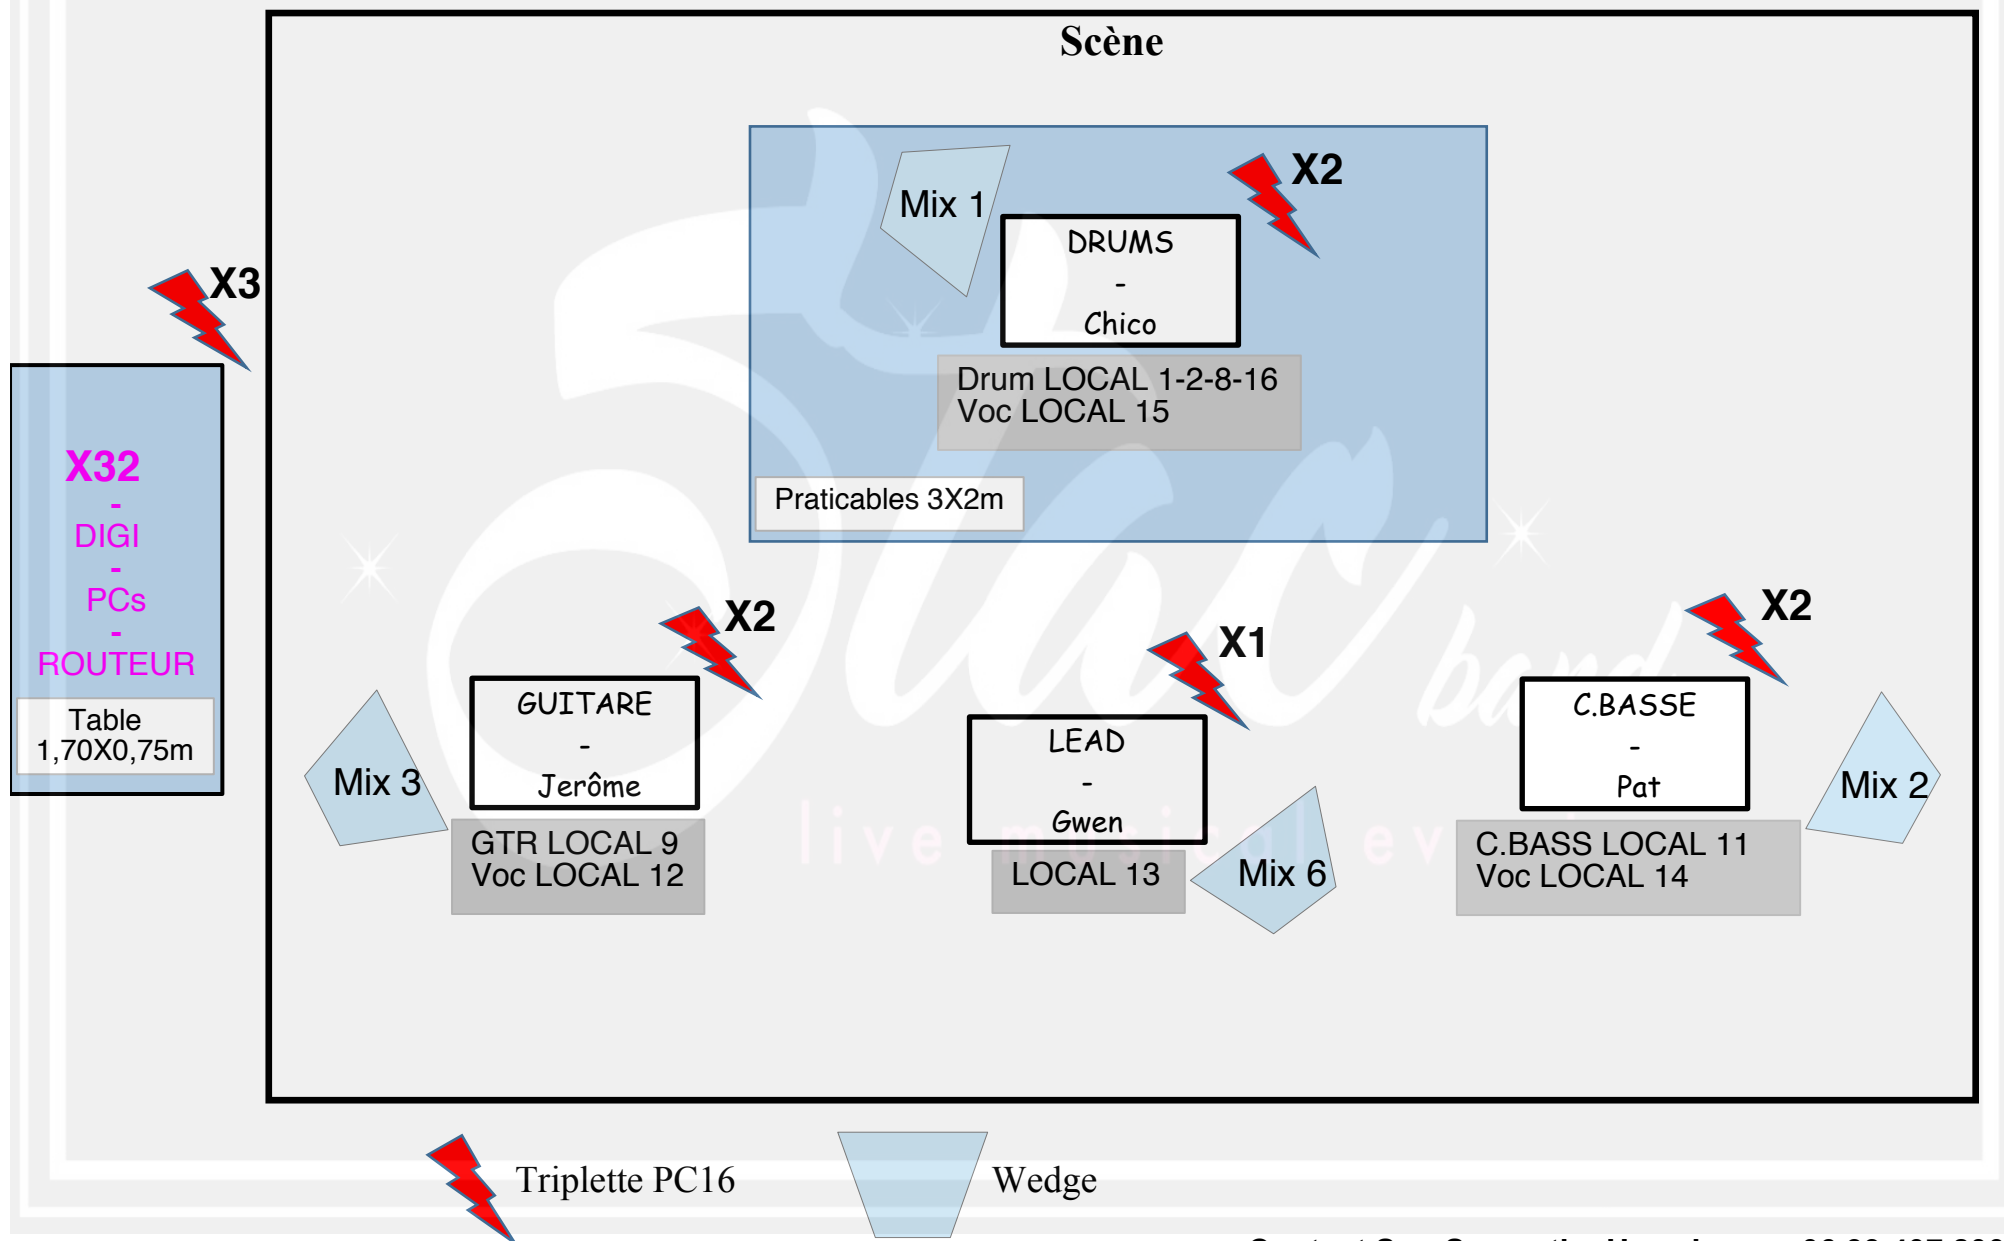 Scène
Mix 1
X2
DRUMS
-
Chico
X3
Drum LOCAL 1-2-8-16
Voc LOCAL 15
Praticables 3X2m
X32
-
DIGI
-
PCs
-
ROUTEUR
Table
1,70X0,75m
X2
X1
X2
GUITARE
-
Jerôme
LEAD
-
Gwen
C.BASSE
-
Pat
Mix 3
Mix 2
GTR LOCAL 9
Voc LOCAL 12
LOCAL 13
Mix 6
C.BASS LOCAL 11
Voc LOCAL 14
band
live musical
Triplette PC16
Wedge